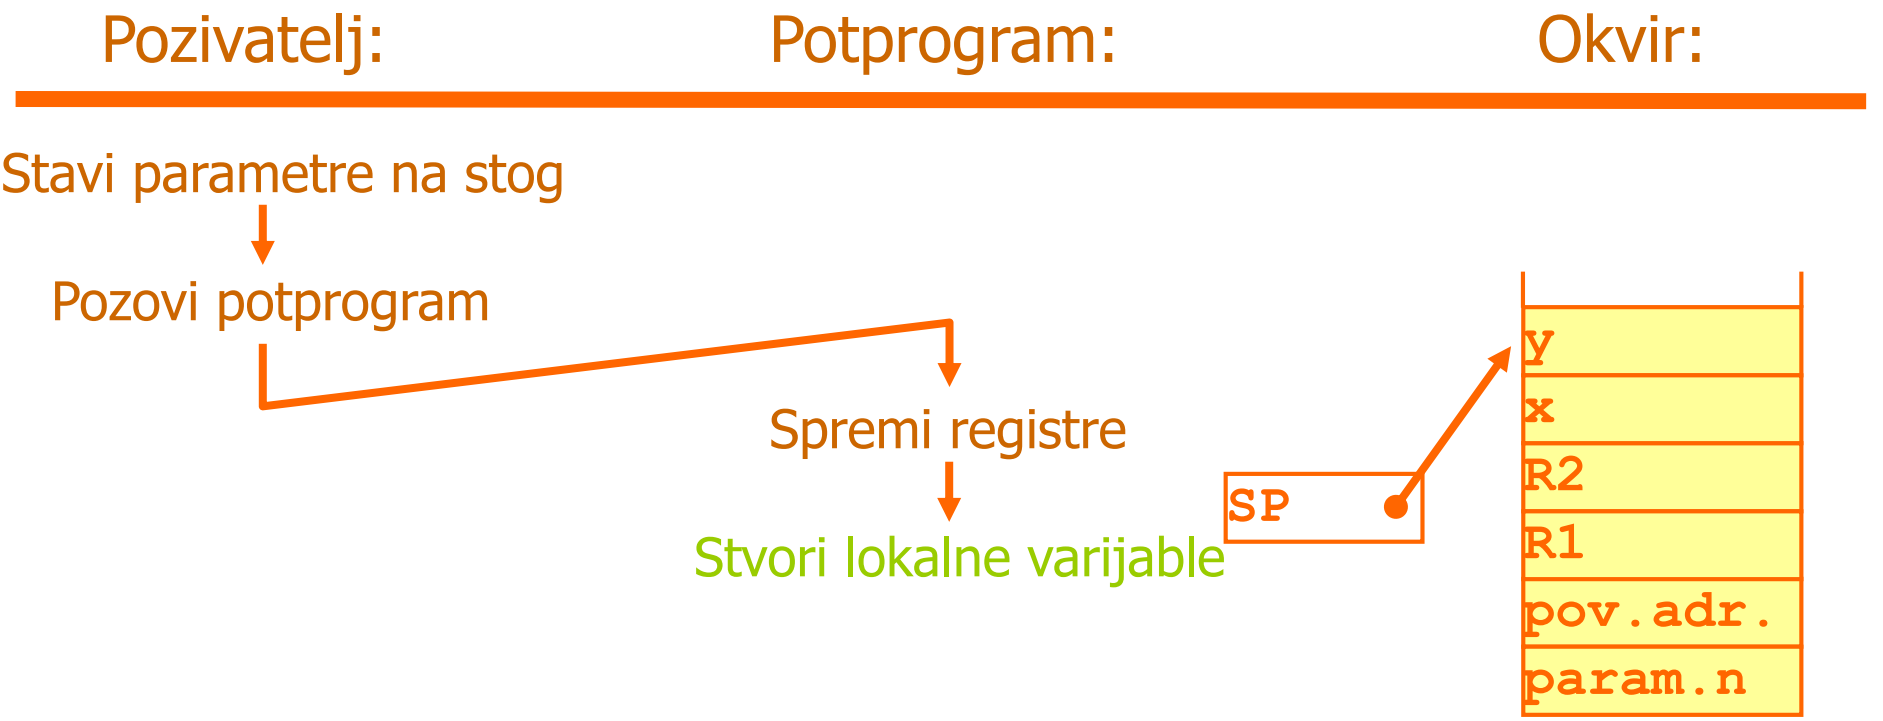 Pozivatelj:
Potprogram:
Okvir:
Stavi parametre na stog
Pozovi potprogram
Spremi registre
Stvori lokalne varijable
SP
y
x
R2
R1
pov.adr.
param.n